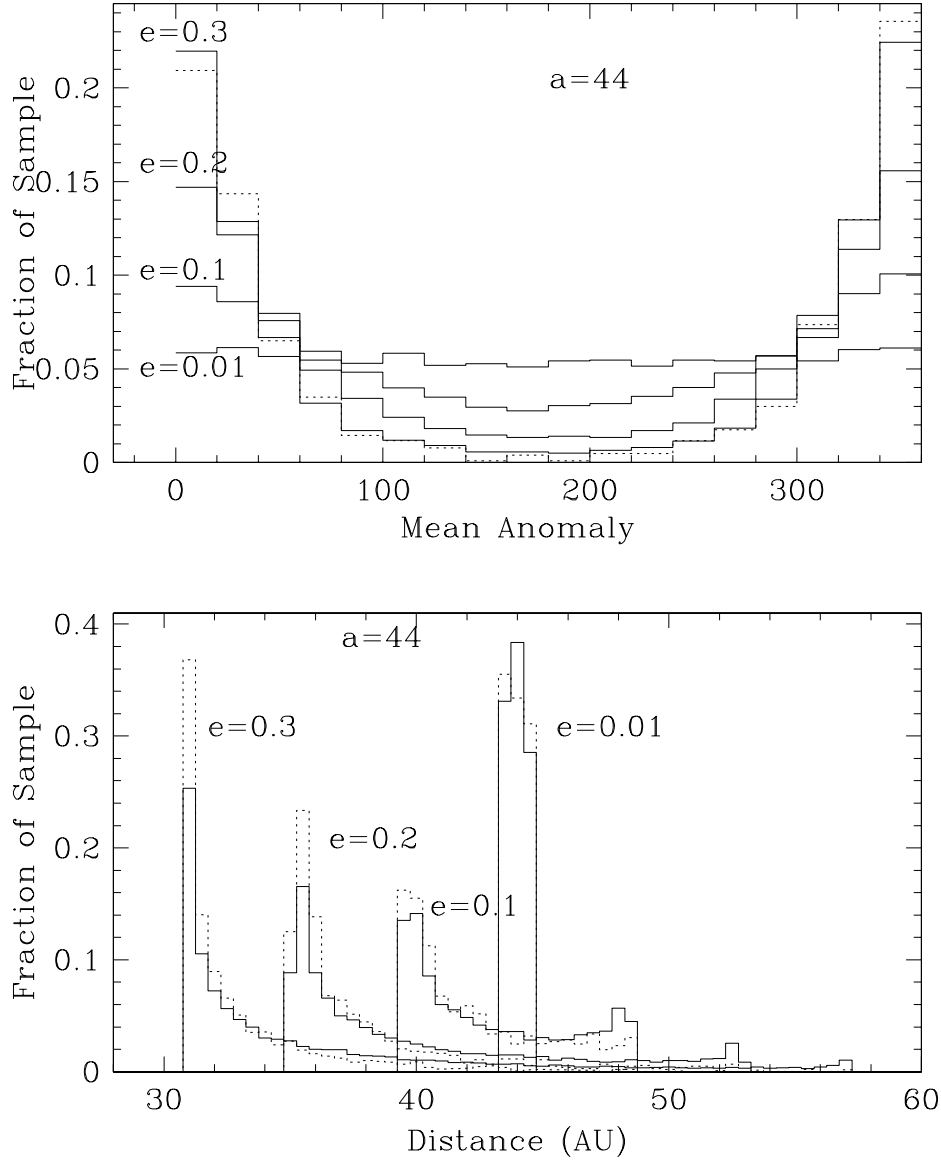 e=0.3
a=44
0.2
e=0.2
0.15
e=0.1
0.1
0.05
e=0.01
0
Fraction of Sample
0 100 200 300
Mean Anomaly
0.4
a=44
e=0.3
e=0.01
0.3
e=0.2
0.2
e=0.1
0.1
0
Fraction of Sample
30 40 50 60
Distance (AU)